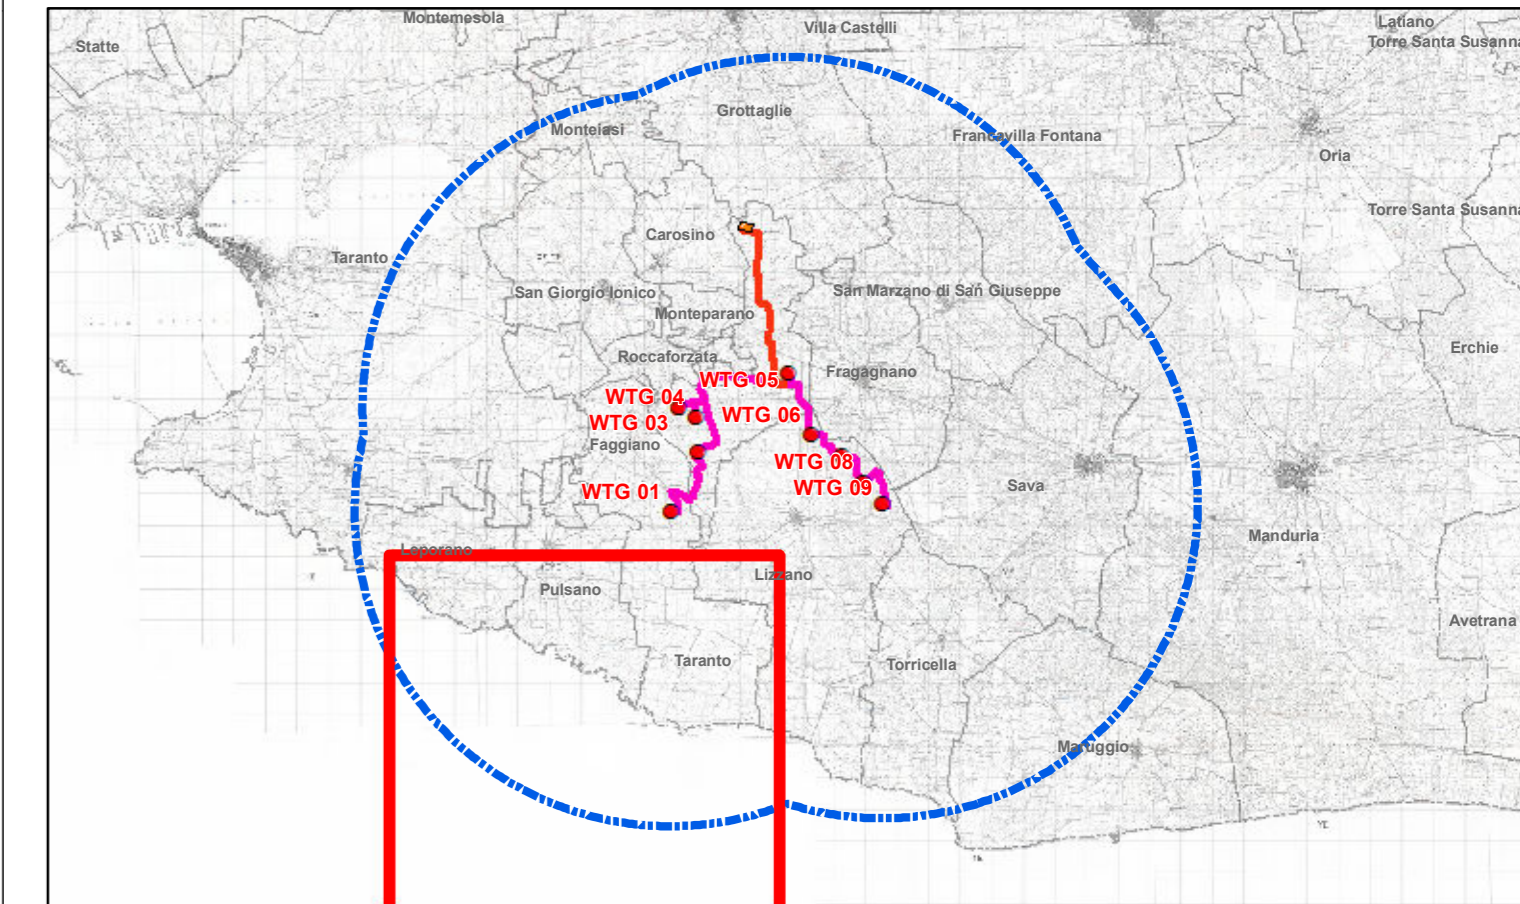 Montemesola
Latiano
Villa Castelli
Statte
Torre Santa Susanna
Grottaglie
Monteiasi
Francavilla Fontana
Oria
Torre Santa Susanna
Carosino
Taranto
San Giorgio Ionico
San Marzano di San Giuseppe
Monteparano
Erchie
Roccaforzata
Fragagnano
WTG 05
WTG 04
WTG 03
WTG 06
Faggiano
WTG 08
WTG 01
WTG 09
Sava
Manduria
Leporano
Lizzano
Pulsano
Avetrana
Taranto
Torricella
Maruggio